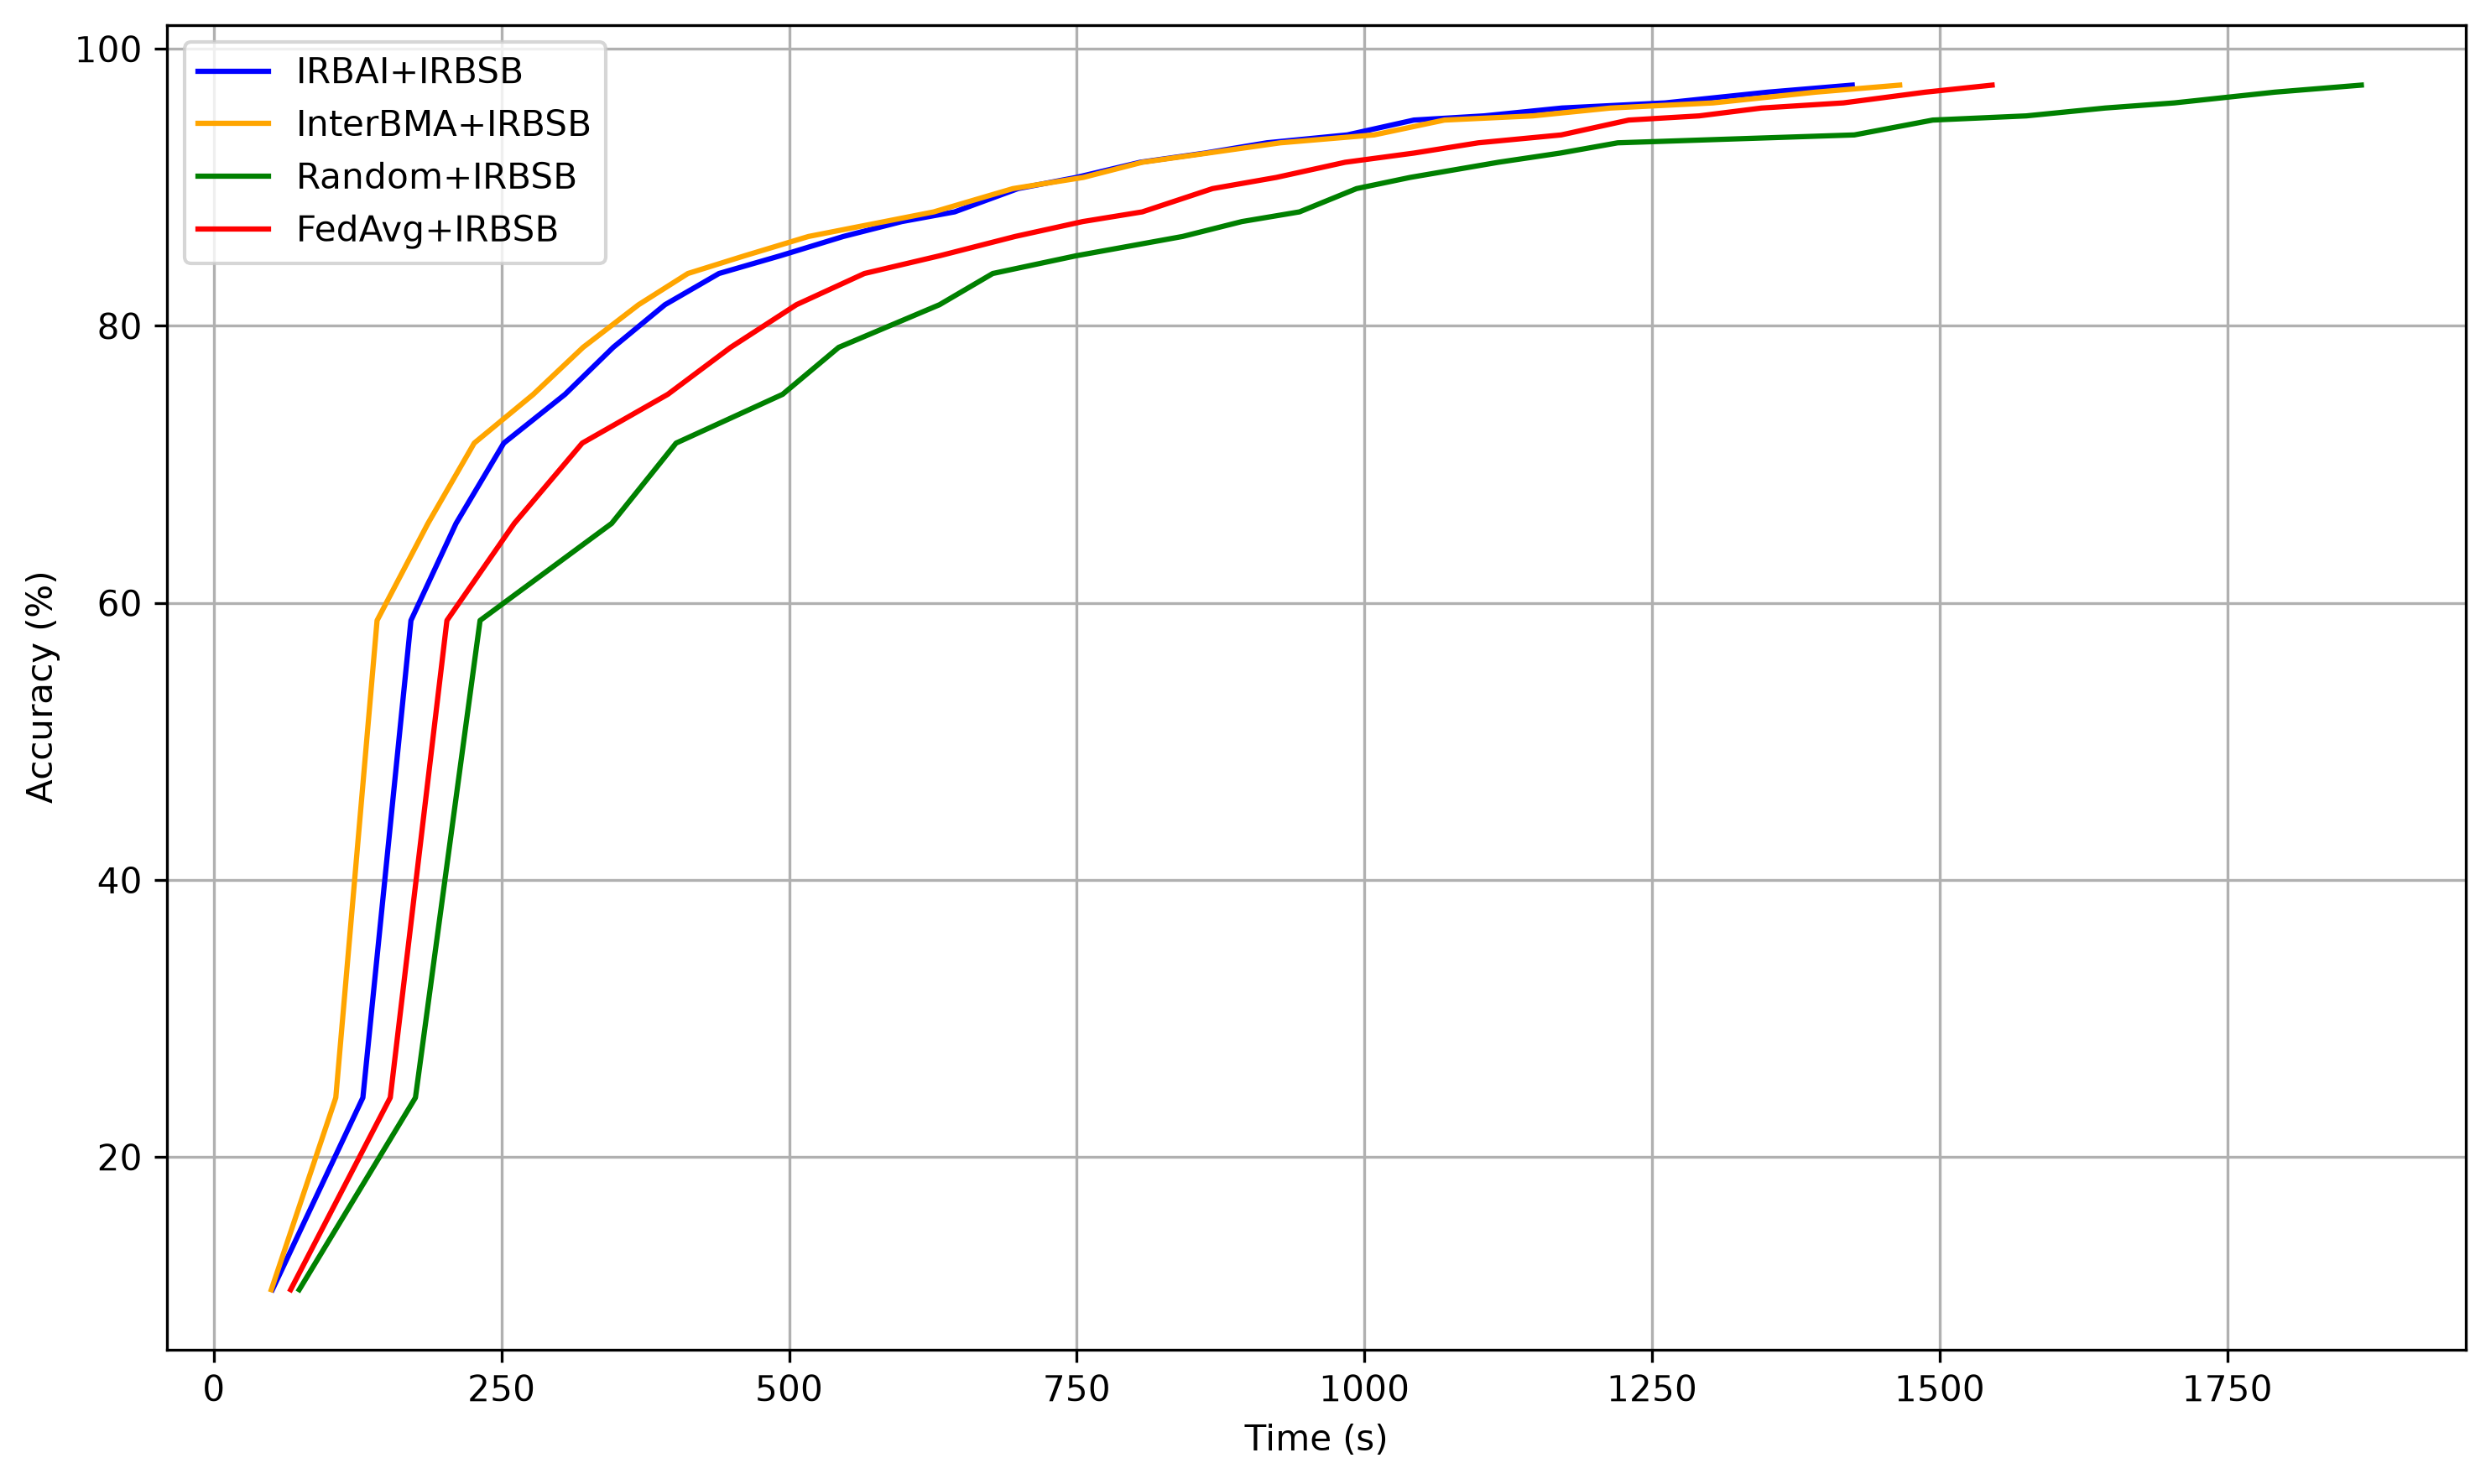 100
80
60
40
20
Accuracy (%)
IRBAI+IRBSB
InterBMA+IRBSB
Random+IRBSB
FedAvg+IRBSB
0 250 500 750 1000 1250 1500 1750
Time (s)